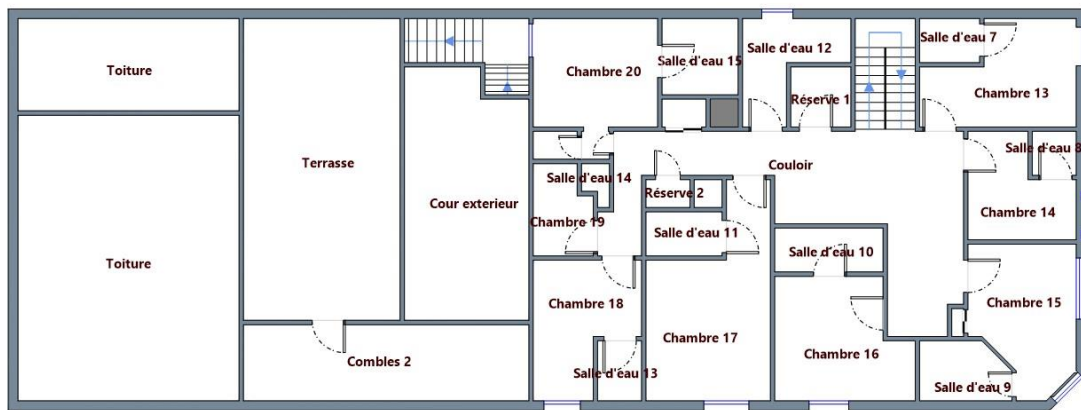 Salle d'eau 7
Salle d'eau 12
Salle d'eau 15
Toiture
Chambre 20
Chambre 13
Réserve 1
Salle d'eau 8
Terrasse
Couloir
Salle d'eau 14
Réserve 2
Cour exterieur
Chambre 14
Chambre 19
Salle d'eau 11
Salle d'eau 10
Toiture
Chambre 18
Chambre 15
Chambre 17
Chambre 16
Combles 2
Salle d'eau 13
Salle d'eau 9